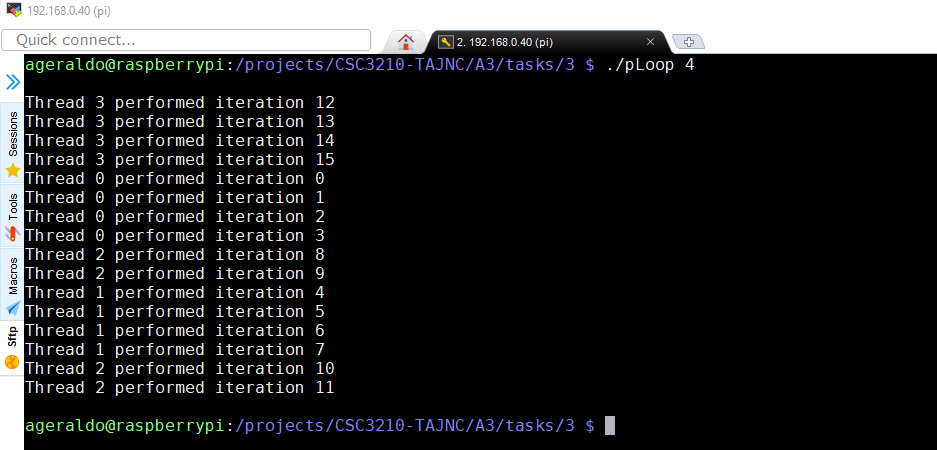 192.168.0.40 (pi)
Quick connect...
2. 192.168.0.40 (pi)
Sessions
Tools
Macros
Sftp
ageraldo@raspberrypi:/projects/CSC3210-TAJNC/A3/tasks/3 $ ./pLoop 4
Thread 3 performed iteration 12
Thread 3 performed iteration 13
Thread 3 performed iteration 14
Thread 3 performed iteration 15
Thread 0 performed iteration 0
Thread 0 performed iteration 1
Thread 0 performed iteration 2
Thread 0 performed iteration 3
Thread 2 performed iteration 8
Thread 2 performed iteration 9
Thread 1 performed iteration 4
Thread 1 performed iteration 5
Thread 1 performed iteration 6
Thread 1 performed iteration 7
Thread 2 performed iteration 10
Thread 2 performed iteration 11
ageraldo@raspberrypi:/projects/CSC3210-TAJNC/A3/tasks/3 $